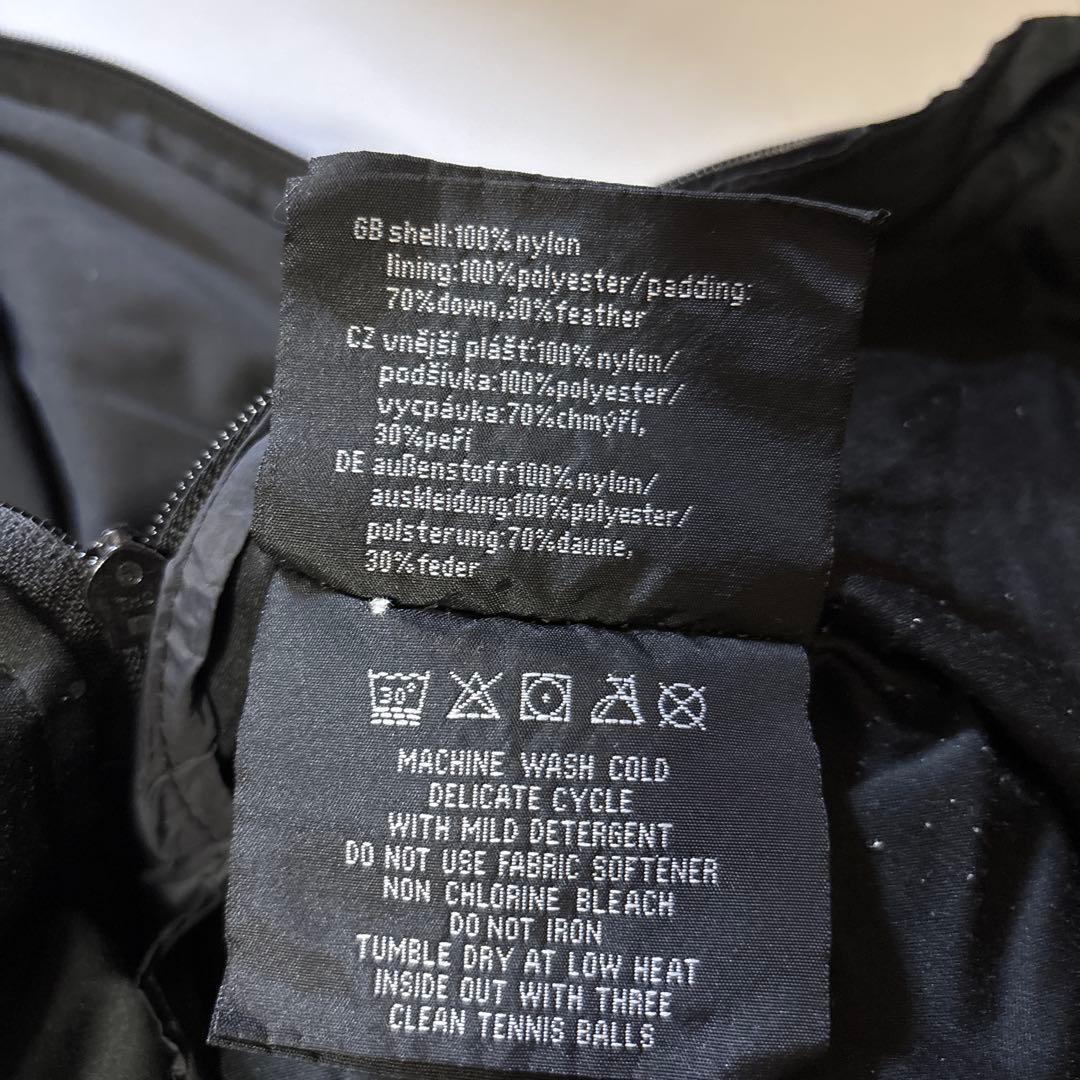 GB shell:100% nylon
lining:100%polyester/padding:
70%down,30%feather
CZ vnější plášť:100% nylon/
podšívka:100%polyester/
vycpávka:70%chmýří,
30%peří
DE außenstoff:100% nylon/
auskleidung:100%polyester/
polsterung:70%daune,
30%feder
30°
MACHINE WASH COLD
DELICATE CYCLE
WITH MILD DETERGENT
DO NOT USE FABRIC SOFTENER
NON CHLORINE BLEACH
DO NOT IRON
TUMBLE DRY AT LOW HEAT
INSIDE OUT WITH THREE
CLEAN TENNIS BALLS